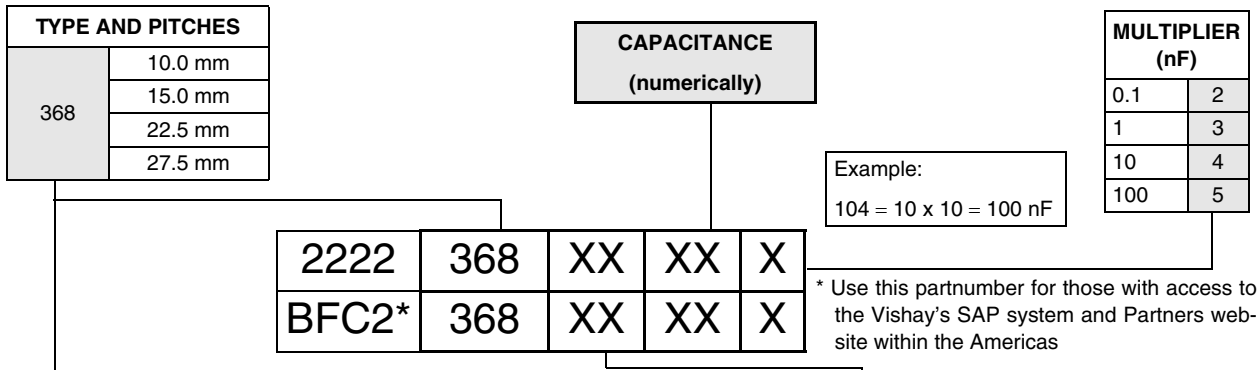 TYPE AND PITCHES
368
10.0 mm
15.0 mm
22.5 mm
27.5 mm
CAPACITANCE
(numerically)
MULTIPLIER
(nF)
0.1 2
1 3
10 4
100 5
Example:
104 = 10 x 10 = 100 nF
2222 368 XX XX X
BFC2* 368 XX XX X
* Use this partnumber for those with access to
the Vishay's SAP system and Partners web-
site within the Americas